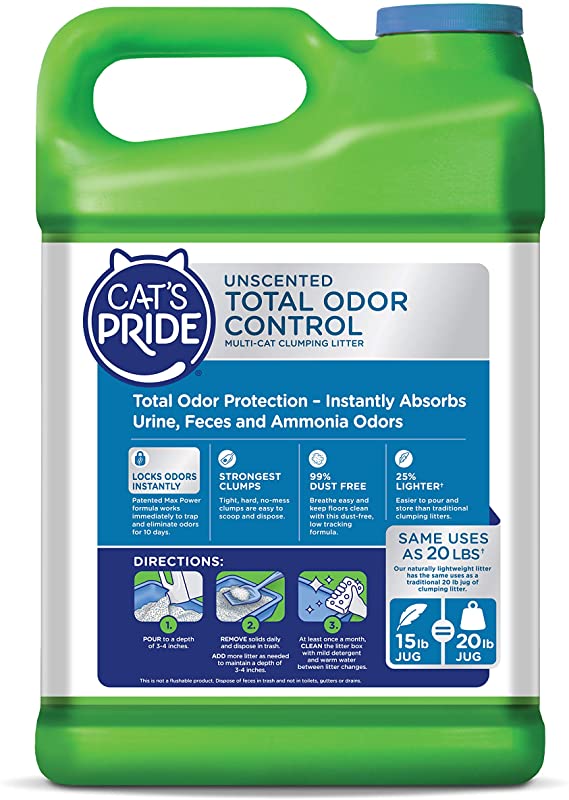 CAT'S
PRIDE®
UNSCENTED
TOTAL ODOR
CONTROL
MULTI-CAT CLUMPING LITTER
Total Odor Protection – Instantly Absorbs
Urine, Feces and Ammonia Odors
LOCKS ODORS
INSTANTLY
Patented Max Power
formula works
immediately to trap
and eliminate odors
for 10 days.
STRONGEST
CLUMPS
Tight, hard, no-mess
clumps are easy to
scoop and dispose.
99%
DUST FREE
Breathe easy and
keep floors clean
with this dust-free,
low tracking
formula.
25%
LIGHTER†
Easier to pour and
store than traditional
clumping litters.
SAME USES
AS 20 LBS†
Our naturally lightweight litter
has the same uses as a
traditional 20 lb jug of
clumping litter.
15lb
JUG
=
20lb
JUG
DIRECTIONS:
1.
POUR to a depth
of 3-4 inches.
2.
REMOVE solids daily
and dispose in trash.
ADD more litter as needed
to maintain a depth of
3-4 inches.
3.
At least once a month,
CLEAN the litter box
with mild detergent
and warm water
between litter changes.
This is not a flushable product. Dispose of feces in trash and not in toilets, gutters or drains.